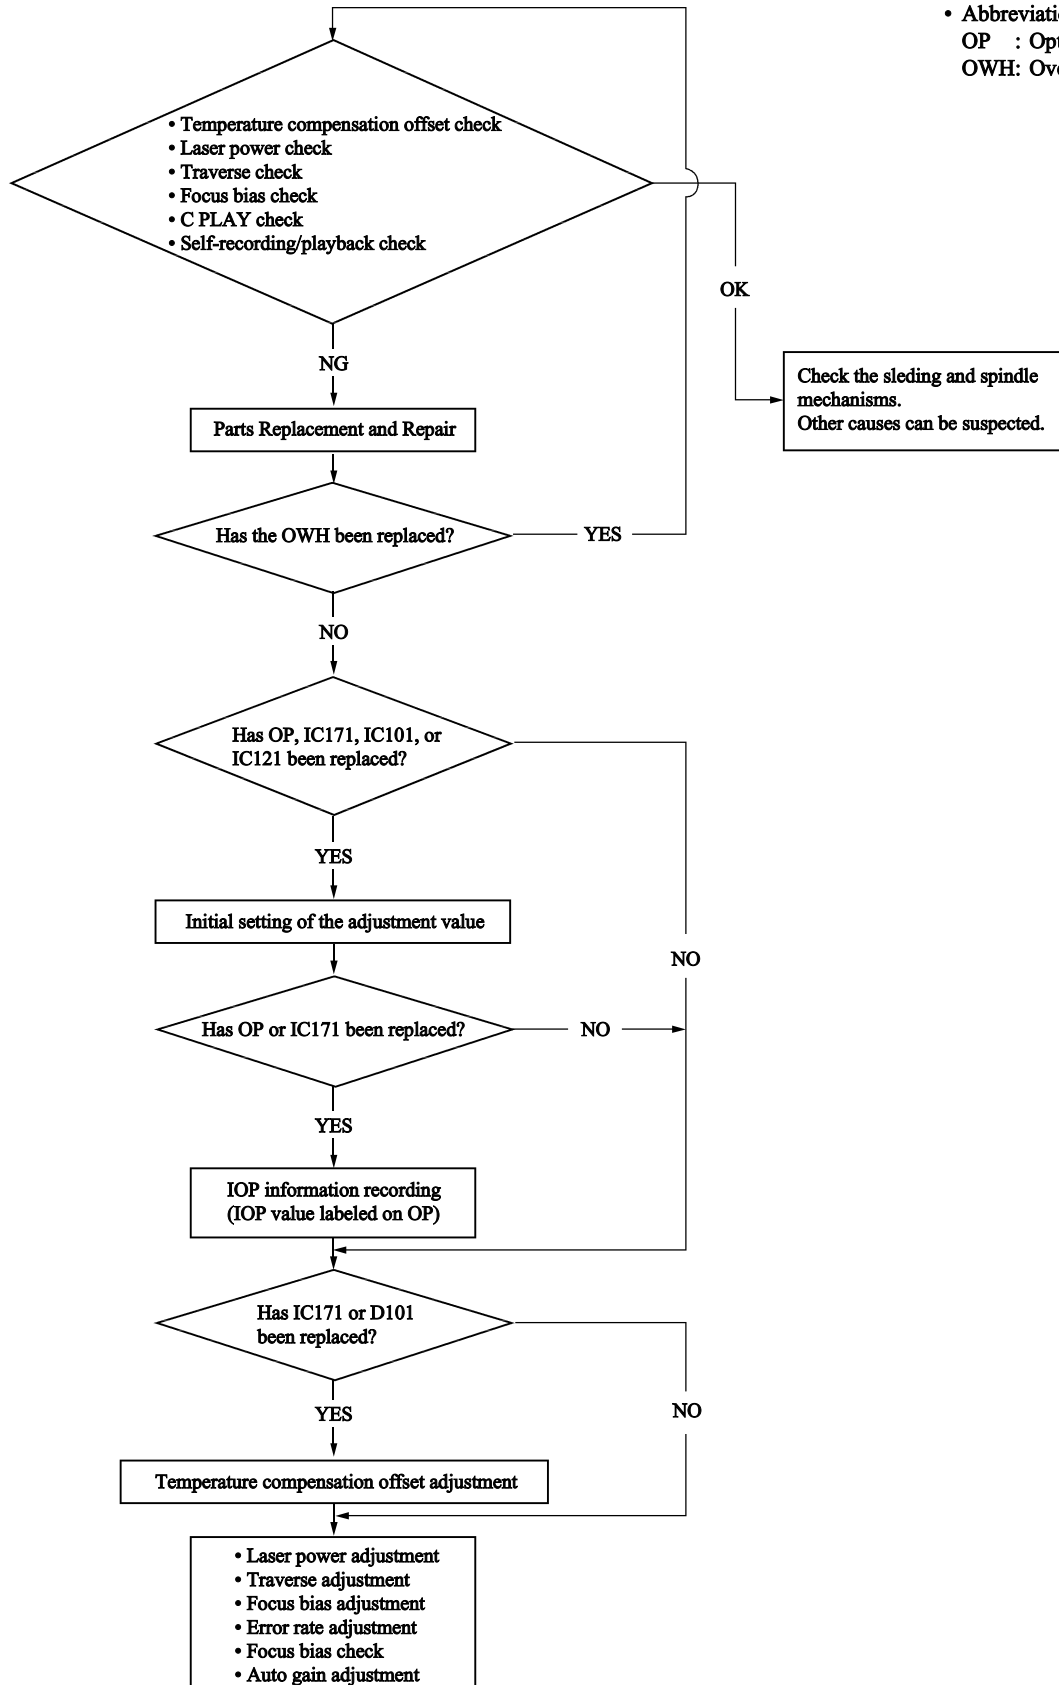 • Abbreviation
OP :
OWH:
• Temperature compensation offset check
• Laser power check
• Traverse check
• Focus bias check
• C PLAY check
• Self-recording/playback check
OK
NG
Check the sleding and spindle
mechanisms.
Other causes can be suspected.
Parts Replacement and Repair
Has the OWH been replaced?
YES
NO
Has OP, IC171, IC101, or
IC121 been replaced?
YES
Initial setting of the adjustment value
NO
Has OP or IC171 been replaced?
NO
YES
IOP information recording
(IOP value labeled on OP)
Has IC171 or D101
been replaced?
YES
NO
Temperature compensation offset adjustment
• Laser power adjustment
• Traverse adjustment
• Focus bias adjustment
• Error rate adjustment
• Focus bias check
• Auto gain adjustment